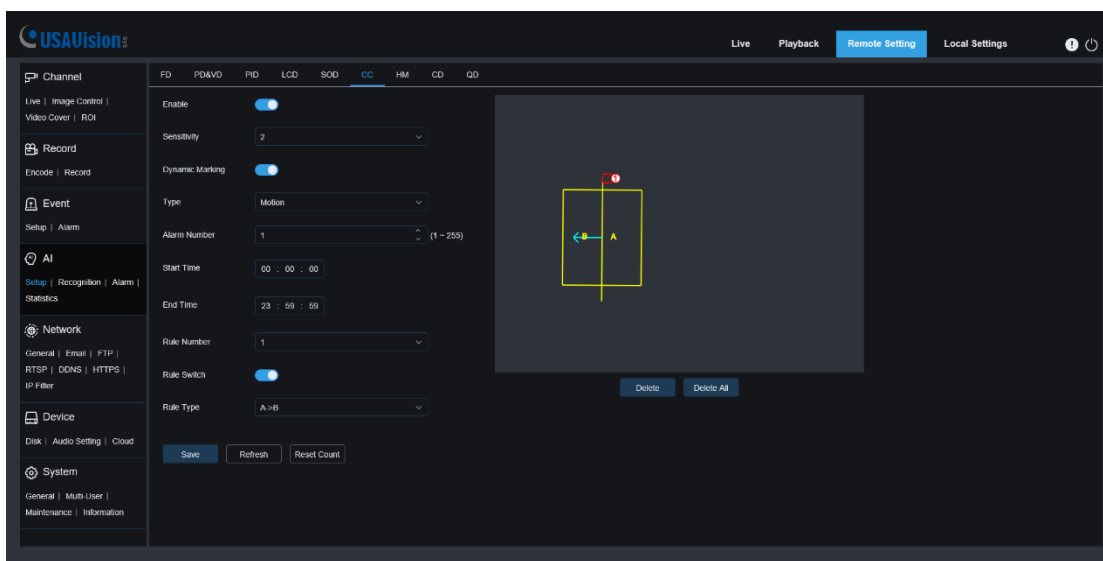 USAVision
Live Playback Remote Setting Local Settings
Channel
Live | Image Control |
Video Cover | ROI
Record
Encode | Record
Event
Setup | Alarm
AI
Setup | Recognition | Alarm |
Statistics
Network
General | Email | FTP |
RTSP | DDNS | HTTPS |
IP Filter
Device
Disk | Audio Setting | Cloud
System
General | Multi-User |
Maintenance | Information
FD PD&VD PID LCD SOD CC HM CD QD
Enable
Sensitivity 2
Dynamic Marking
Type Motion
Alarm Number 1 (1 ~ 255)
Start Time 00 : 00 : 00
End Time 23 : 59 : 59
Rule Number 1
Rule Switch
Rule Type A->B
Save Refresh Reset Count
1
B A
Delete Delete All